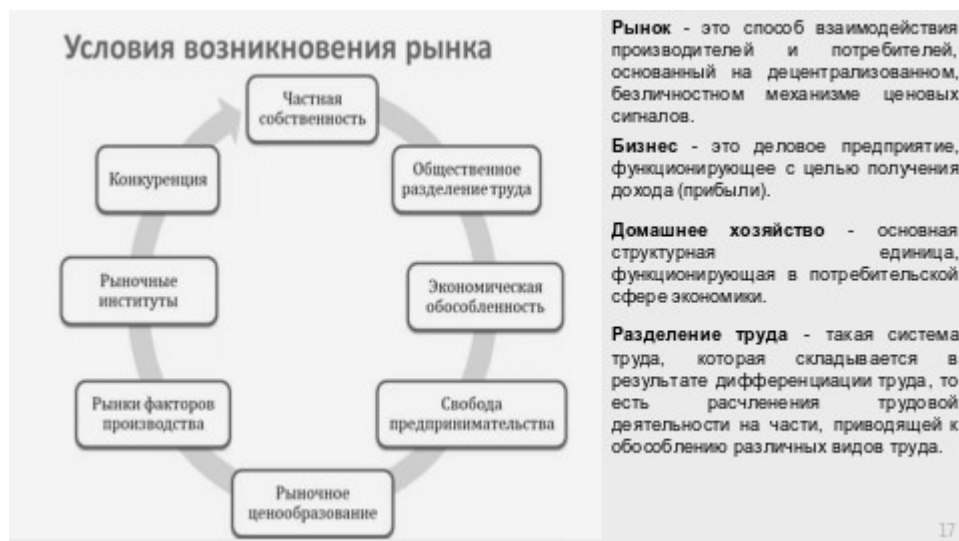 Условия возникновения рынка
Частная
собственность
Общественное
разделение труда
Экономическая
обособленность
Свобода
предпринимательства
Рыночное
ценообразование
Рынки факторов
производства
Рыночные
институты
Конкуренция
Рынок - это способ взаимодействия
производителей и потребителей,
основанный на децентрализованном,
безличностном механизме ценовых
сигналов.
Бизнес - это деловое предприятие,
функционирующее с целью получения
дохода (прибыли).
Домашнее хозяйство - основная
структурная единица,
функционирующая в потребительской
сфере экономики.
Разделение труда - такая система
труда, которая складывается в
результате дифференциации труда, то
есть расчленения трудовой
деятельности на части, приводящей к
обособлению различных видов труда.
17